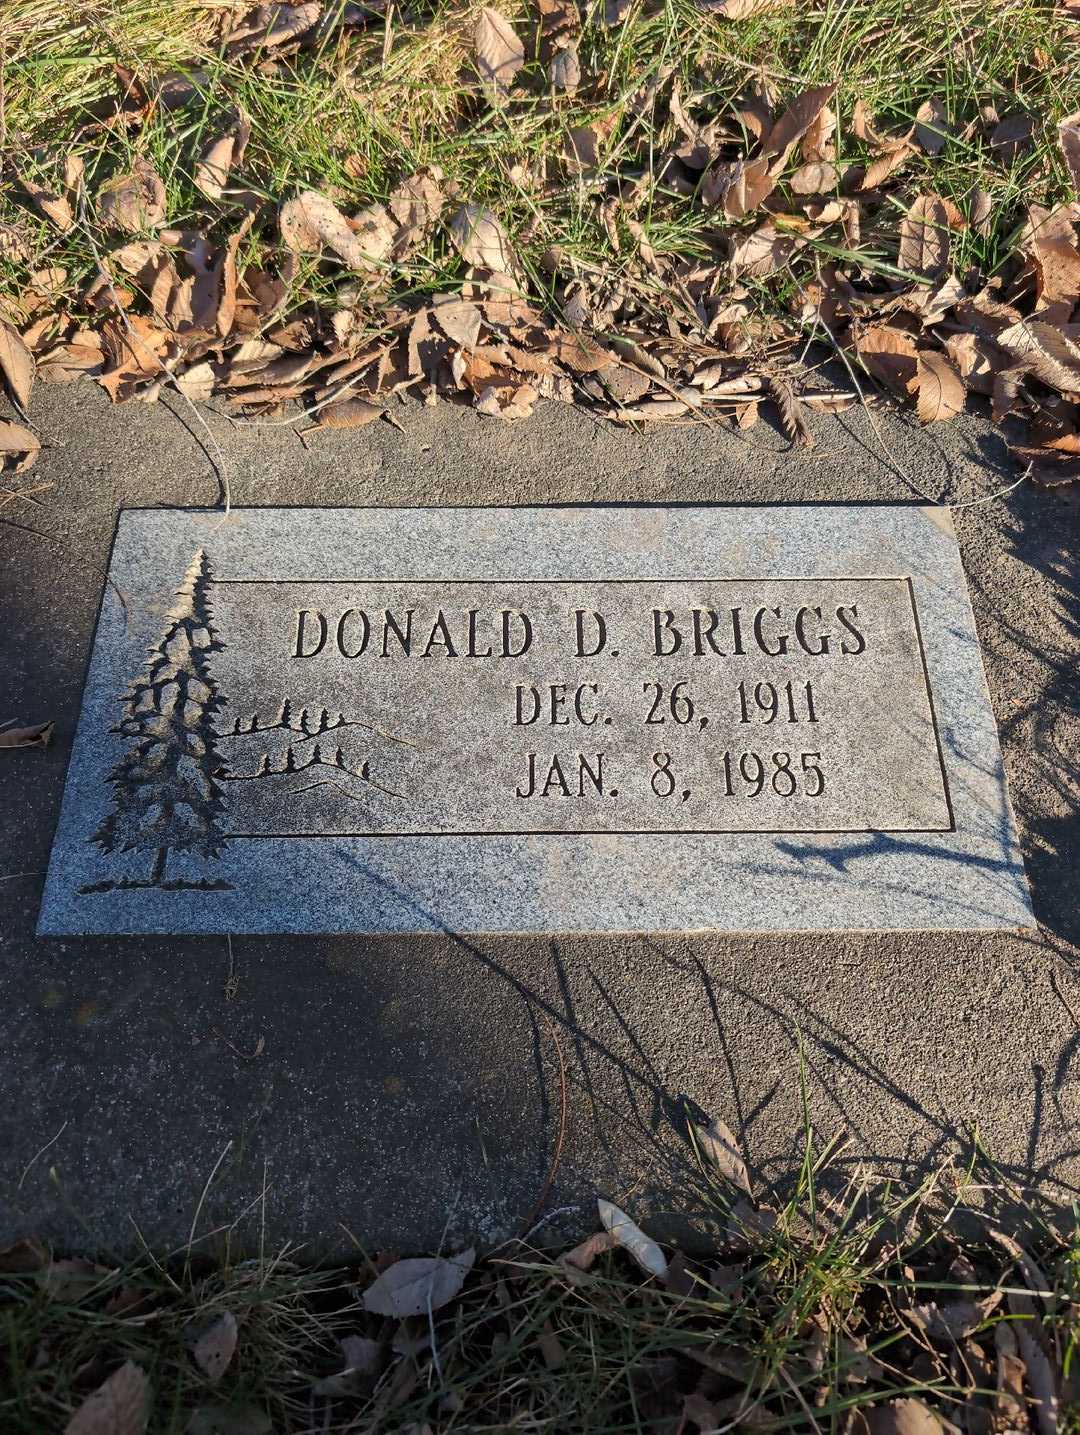 DONALD D. BRIGGS
DEC. 26, 1911
JAN. 8, 1985